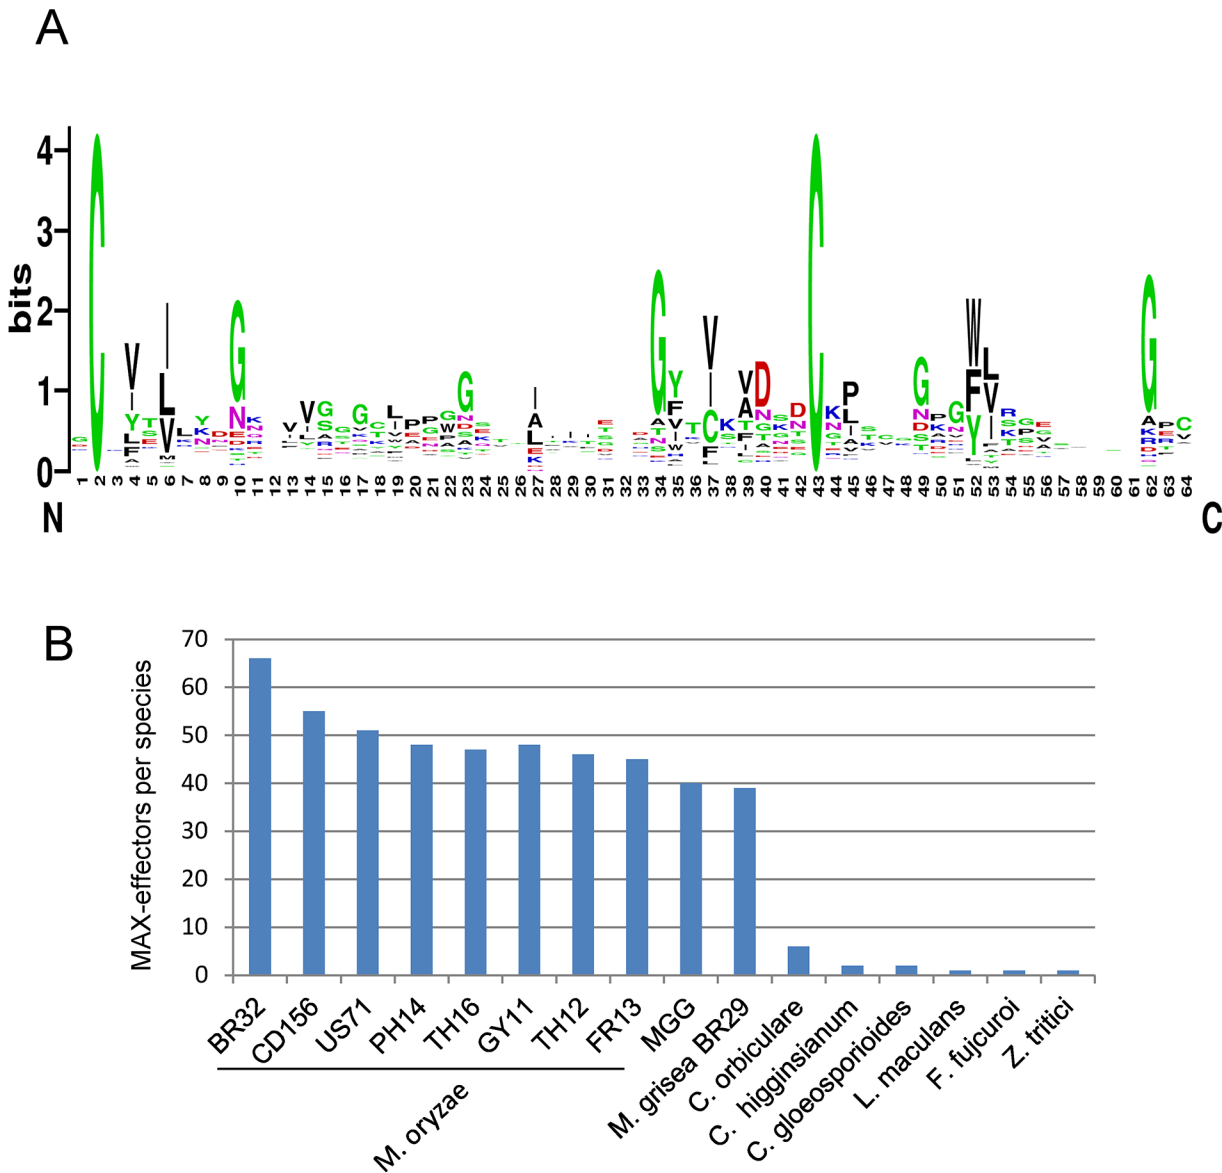 A
bits
4
3
2
1
0
1 2 3 4 5 6 7 8 9 10 11 12 13 14 15 16 17 18 19 20 21 22 23 24 25 26 27 28 29 30 31 32 33 34 35 36 37 38 39 40 41 42 43 44 45 46 47 48 49 50 51 52 53 54 55 56 57 58 59 60 61 62 63 64
N
C
B
MAX-effectors per species
70
60
50
40
30
20
10
0
BR32
CD156
US71
PH14
TH16
GY11
TH12
FR13
MGG
M. grisea BR29
C. orbiculare
C. higginsianum
C. gloeosporioides
L. maculans
F. fujcuroi
Z. tritici
M. oryzae